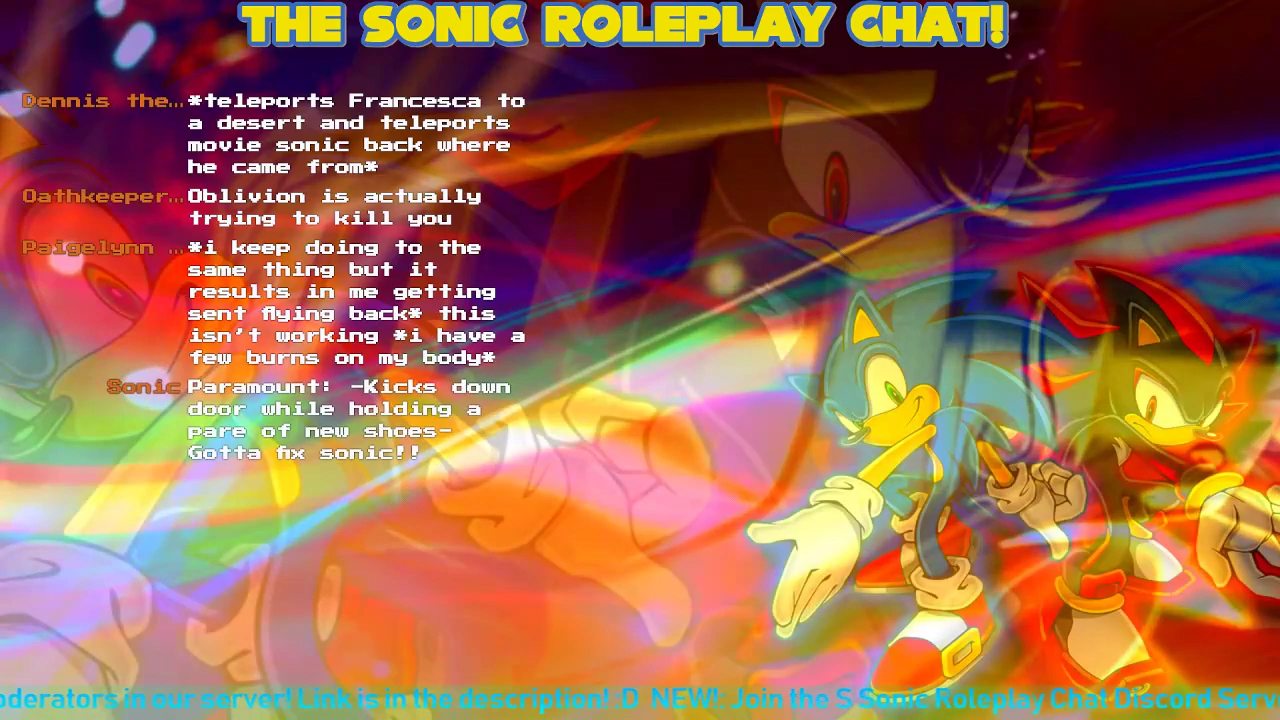 THE SONIC ROLEPLAY CHAT!
Dennis the... *teleports Francesca to
a desert and teleports
movie sonic back where
he came from*
Oathkeeper... Oblivion is actually
trying to kill you
Paigelynn ... *i keep doing to the
same thing but it
results in me getting
sent flying back* this
isn't working *i have a
few burns on my body*
Sonic Paramount: -Kicks down
door while holding a
pare of new shoes-
Gotta fix sonic!!
oderators in our server! Link is in the description! :D NEW!: Join the S Sonic Roleplay Chat Discord Serv